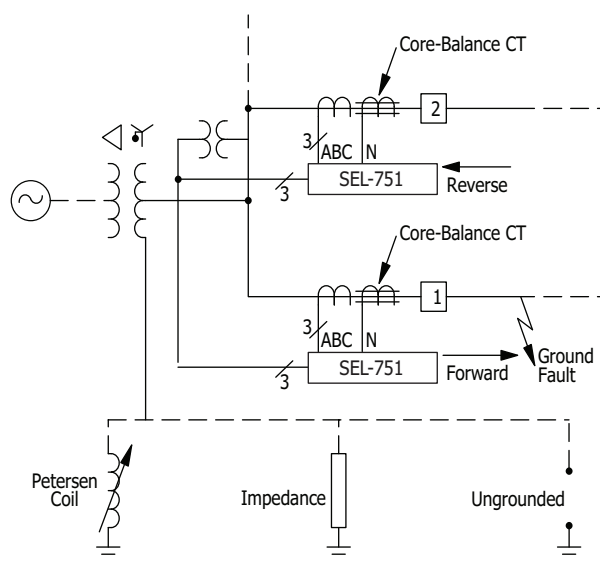 Core-Balance CT
2
3
ABC
N
SEL-751
3
Reverse
Core-Balance CT
1
3
ABC
N
SEL-751
3
Forward
Ground
Fault
Petersen
Coil
Impedance
Ungrounded